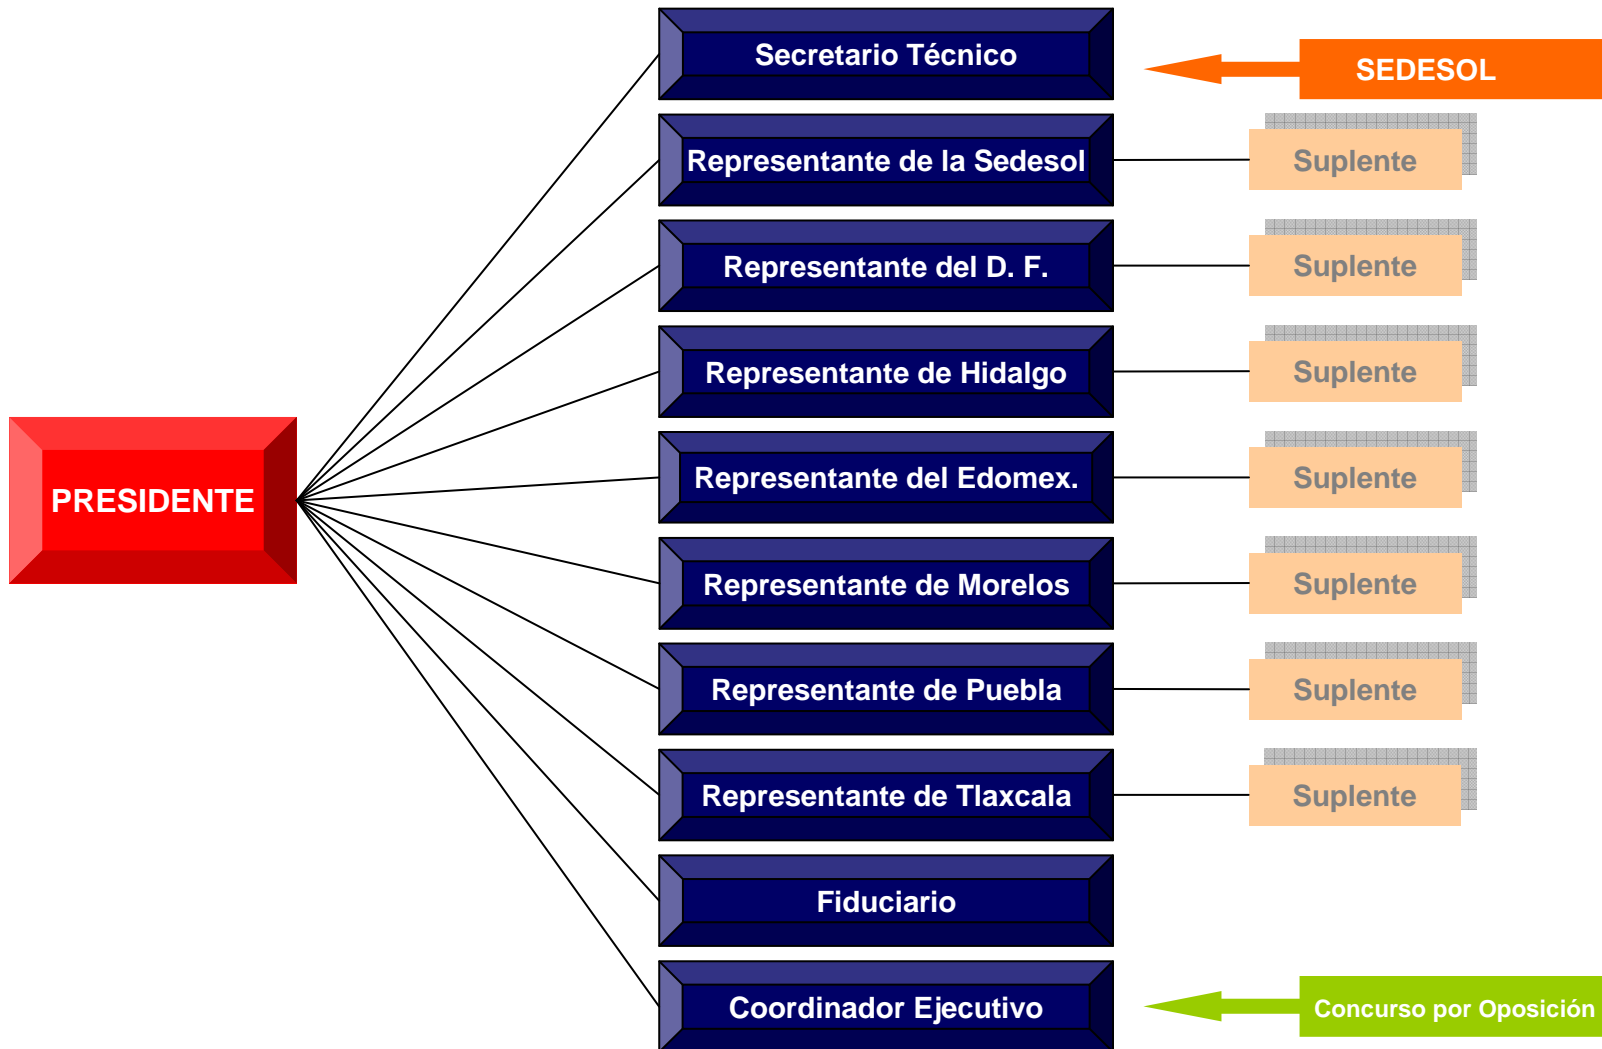 Secretario Técnico
SEDESOL
Representante de la Sedesol
Suplente
Representante del D. F.
Suplente
Representante de Hidalgo
Suplente
Representante del Edomex.
Suplente
PRESIDENTE
Representante de Morelos
Suplente
Representante de Puebla
Suplente
Representante de Tlaxcala
Suplente
Fiduciario
Coordinador Ejecutivo
Concurso por Oposición